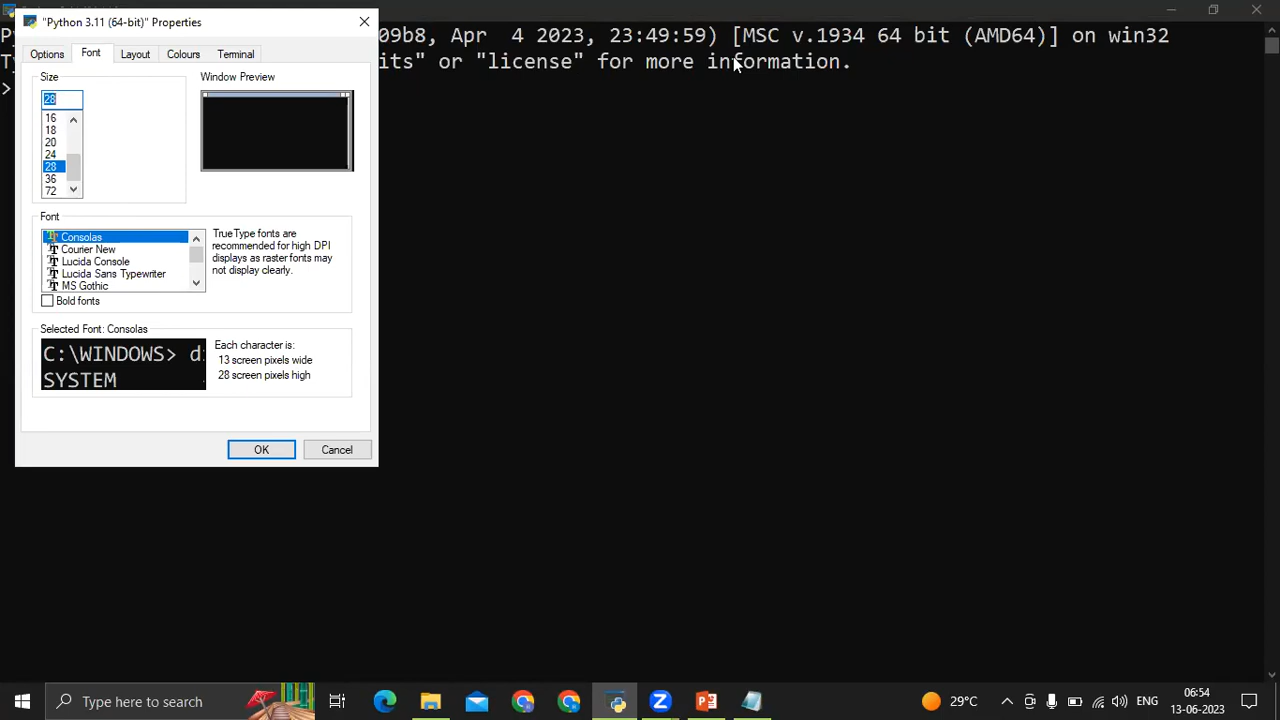 "Python 3.11 (64-bit)" Properties
Py
09b8, Apr 4 2023, 23:49:59) [MSC v.1934 64 bit (AMD64)] on win32
Ty
its" or "license" for more information.
>
Options
Font
Layout
Colours
Terminal
Size
Window Preview
28
16
18
20
24
28
36
72
Font
Consolas
Courier New
Lucida Console
Lucida Sans Typewriter
MS Gothic
TrueType fonts are
recommended for high DPI
displays as raster fonts may
not display clearly.
Bold fonts
Selected Font: Consolas
C:\WINDOWS> d
SYSTEM
Each character is:
13 screen pixels wide
28 screen pixels high
OK
Cancel
Type here to search
29°C
ENG
06:54
13-06-2023